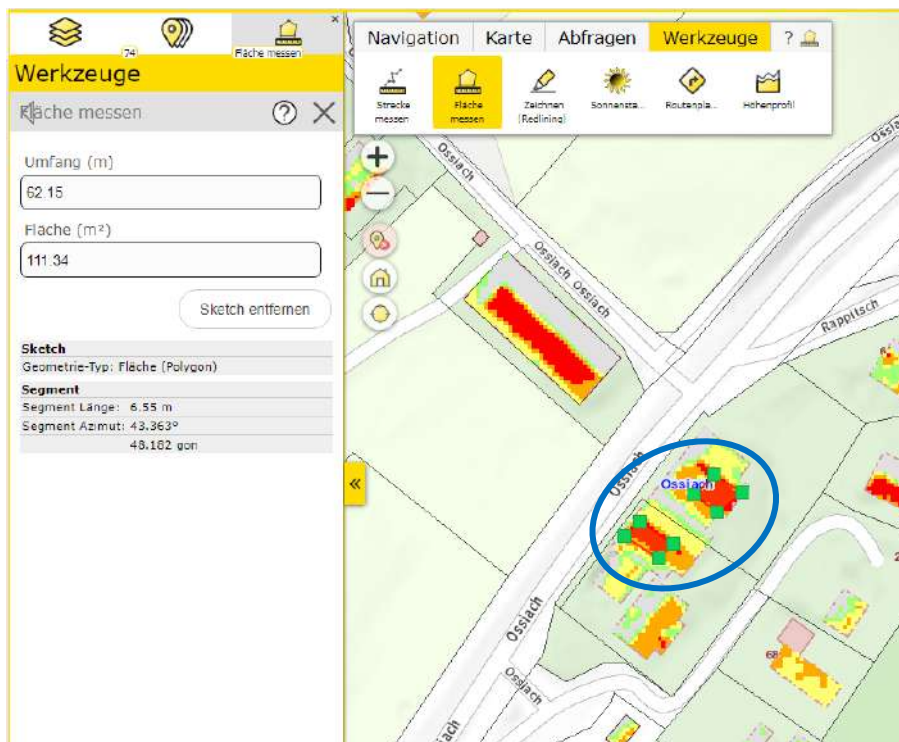 74
Fläche messen
Werkzeuge
Fläche messen
Umfang (m)
62.15
Fläche (m²)
111.34
Sketch entfernen
Sketch
Geometrie-Typ: Fläche (Polygon)
Segment
Segment Länge: 6.55 m
Segment Azimut: 43.363°
48.182 gon
Navigation Karte Abfragen Werkzeuge ?
Strecke messen
Fläche messen
Zeichnen (Redlining)
Sonnensta...
Routenpla...
Höhenprofil
Ossiach
Ossiach
Ossiach
Ossiach
Rappitsch
Ossiach
Ossiach
Ossiach
Ossiach
68